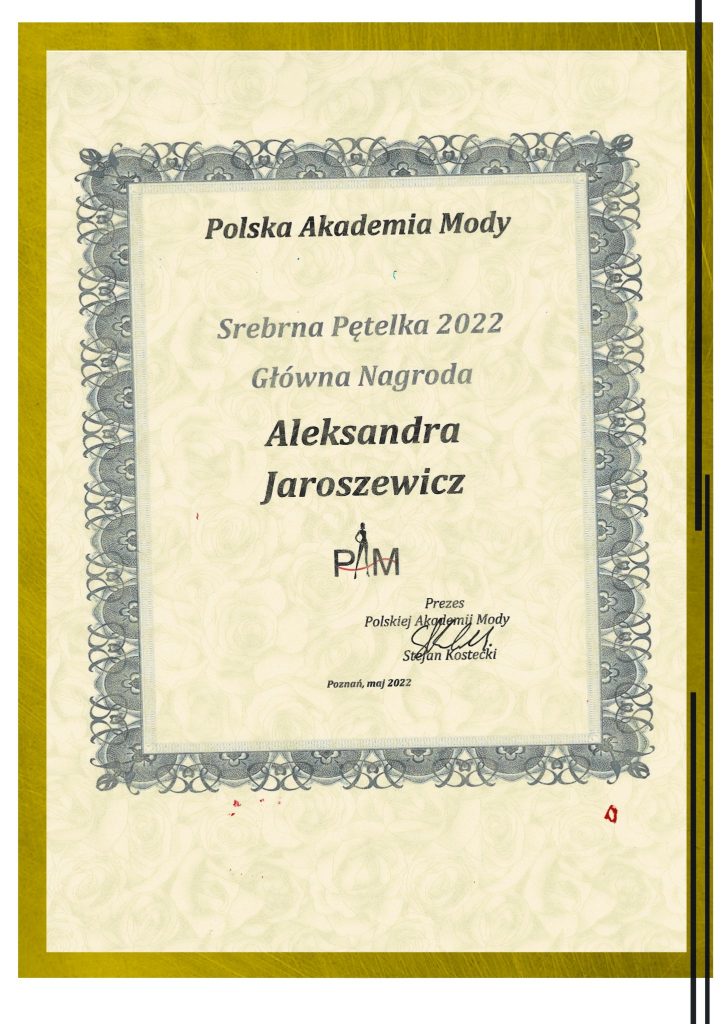 Polska Akademia Mody
Srebrna Pętelka 2022
Główna Nagroda
Aleksandra
Jaroszewicz
PAM
Prezes
Polskiej Akademii Mody
Stefan Kostecki
Poznań, maj 2022